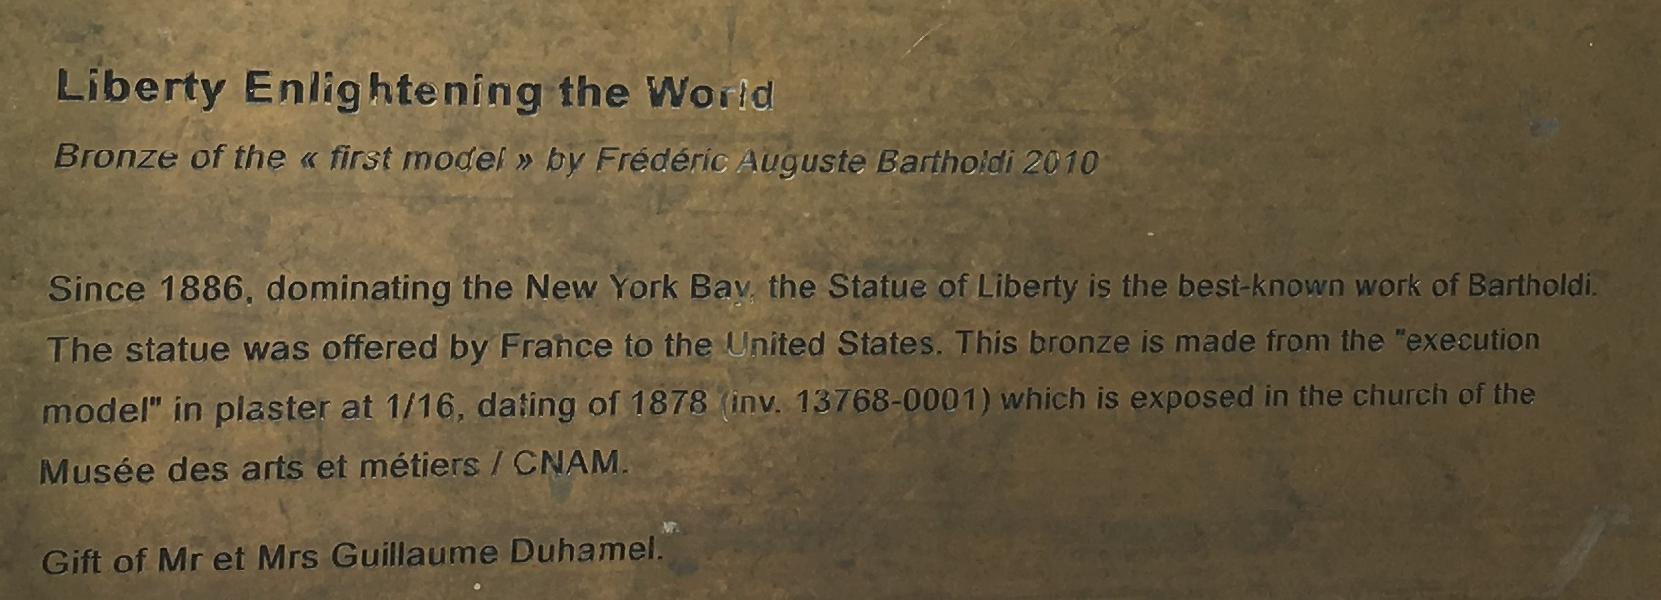 Liberty Enlightening the World
Bronze of the « first model » by Frédéric Auguste Bartholdi 2010
Since 1886, dominating the New York Bay, the Statue of Liberty is the best-known work of Bartholdi.
The statue was offered by France to the United States. This bronze is made from the "execution
model" in plaster at 1/16, dating of 1878 (inv. 13768-0001) which is exposed in the church of the
Musée des arts et métiers / CNAM.
Gift of Mr et Mrs Guillaume Duhamel.